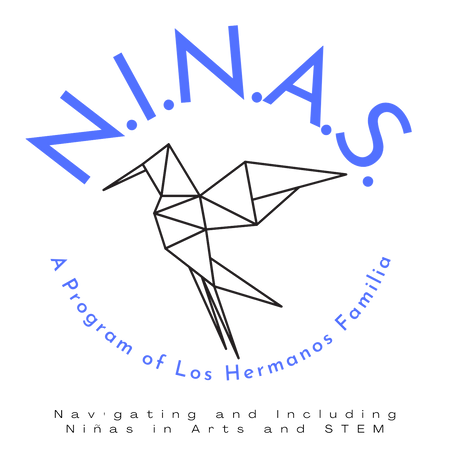 N.I.N.A.S.
A Program of Los Hermanos Familia
Navigating and Including
Niñas in Arts and STEM